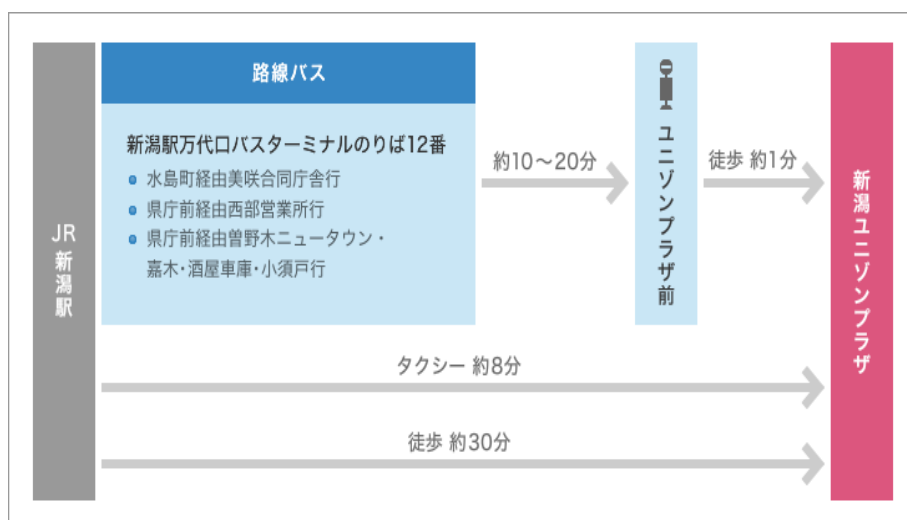 JR新潟駅
路線バス
新潟駅万代口バスターミナルのりば12番
水島町経由美咲合同庁舎行
県庁前経由西部営業所行
県庁前経由曽野木ニュータウン・
嘉木・酒屋車庫・小須戸行
約10～20分
ユニゾンプラザ前
徒歩 約1分
新潟ユニゾンプラザ
タクシー 約8分
徒歩 約30分